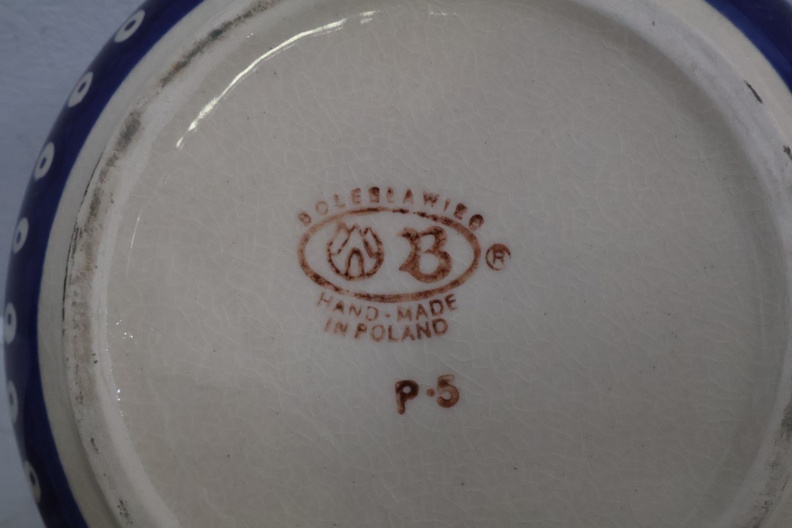 BOLESŁAWIEC
B ®
HAND-MADE
IN POLAND
P·5